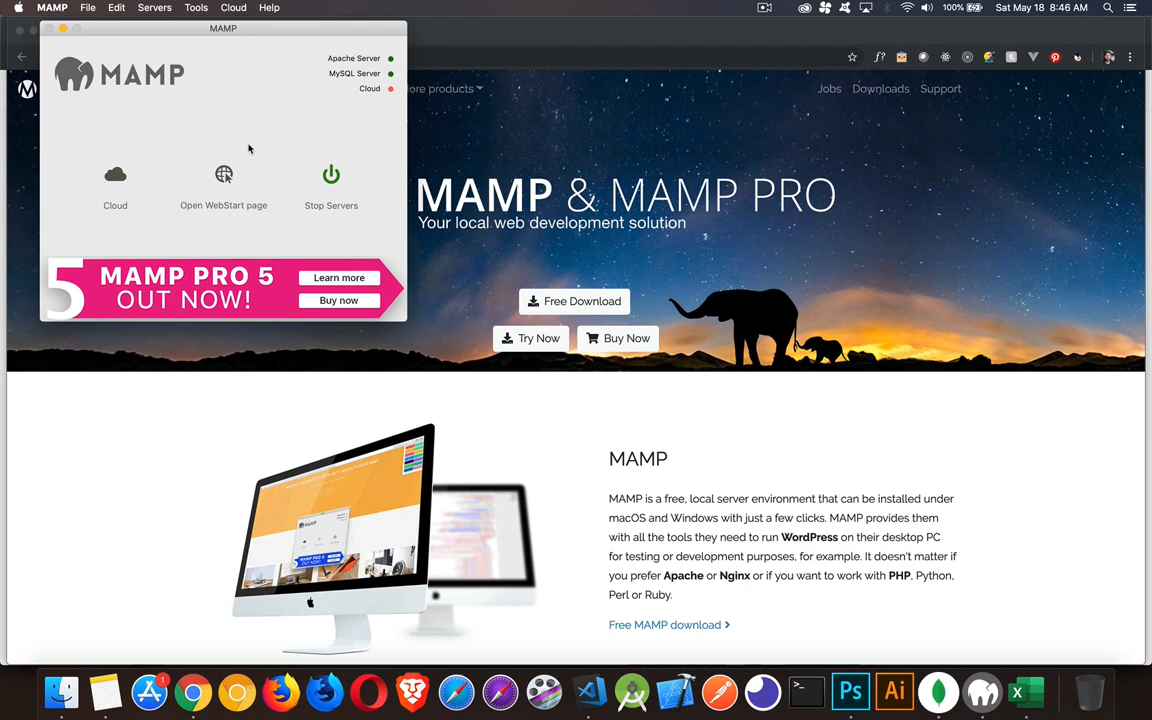 MAMP File Edit Servers Tools Cloud Help
100% Sat May 18 8:46 AM
MAMP
MAMP
Apache Server
MySQL Server
Cloud
Cloud
Open WebStart page
Stop Servers
5
MAMP PRO 5
OUT NOW!
Learn more
Buy now
ore products
Jobs Downloads Support
MAMP & MAMP PRO
Your local web development solution
Free Download
Try Now
Buy Now
MAMP
MAMP is a free, local server environment that can be installed under
macOS and Windows with just a few clicks. MAMP provides them
with all the tools they need to run WordPress on their desktop PC
for testing or development purposes, for example. It doesn't matter if
you prefer Apache or Nginx or if you want to work with PHP, Python,
Perl or Ruby.
Free MAMP download
1
Ps
Ai
X